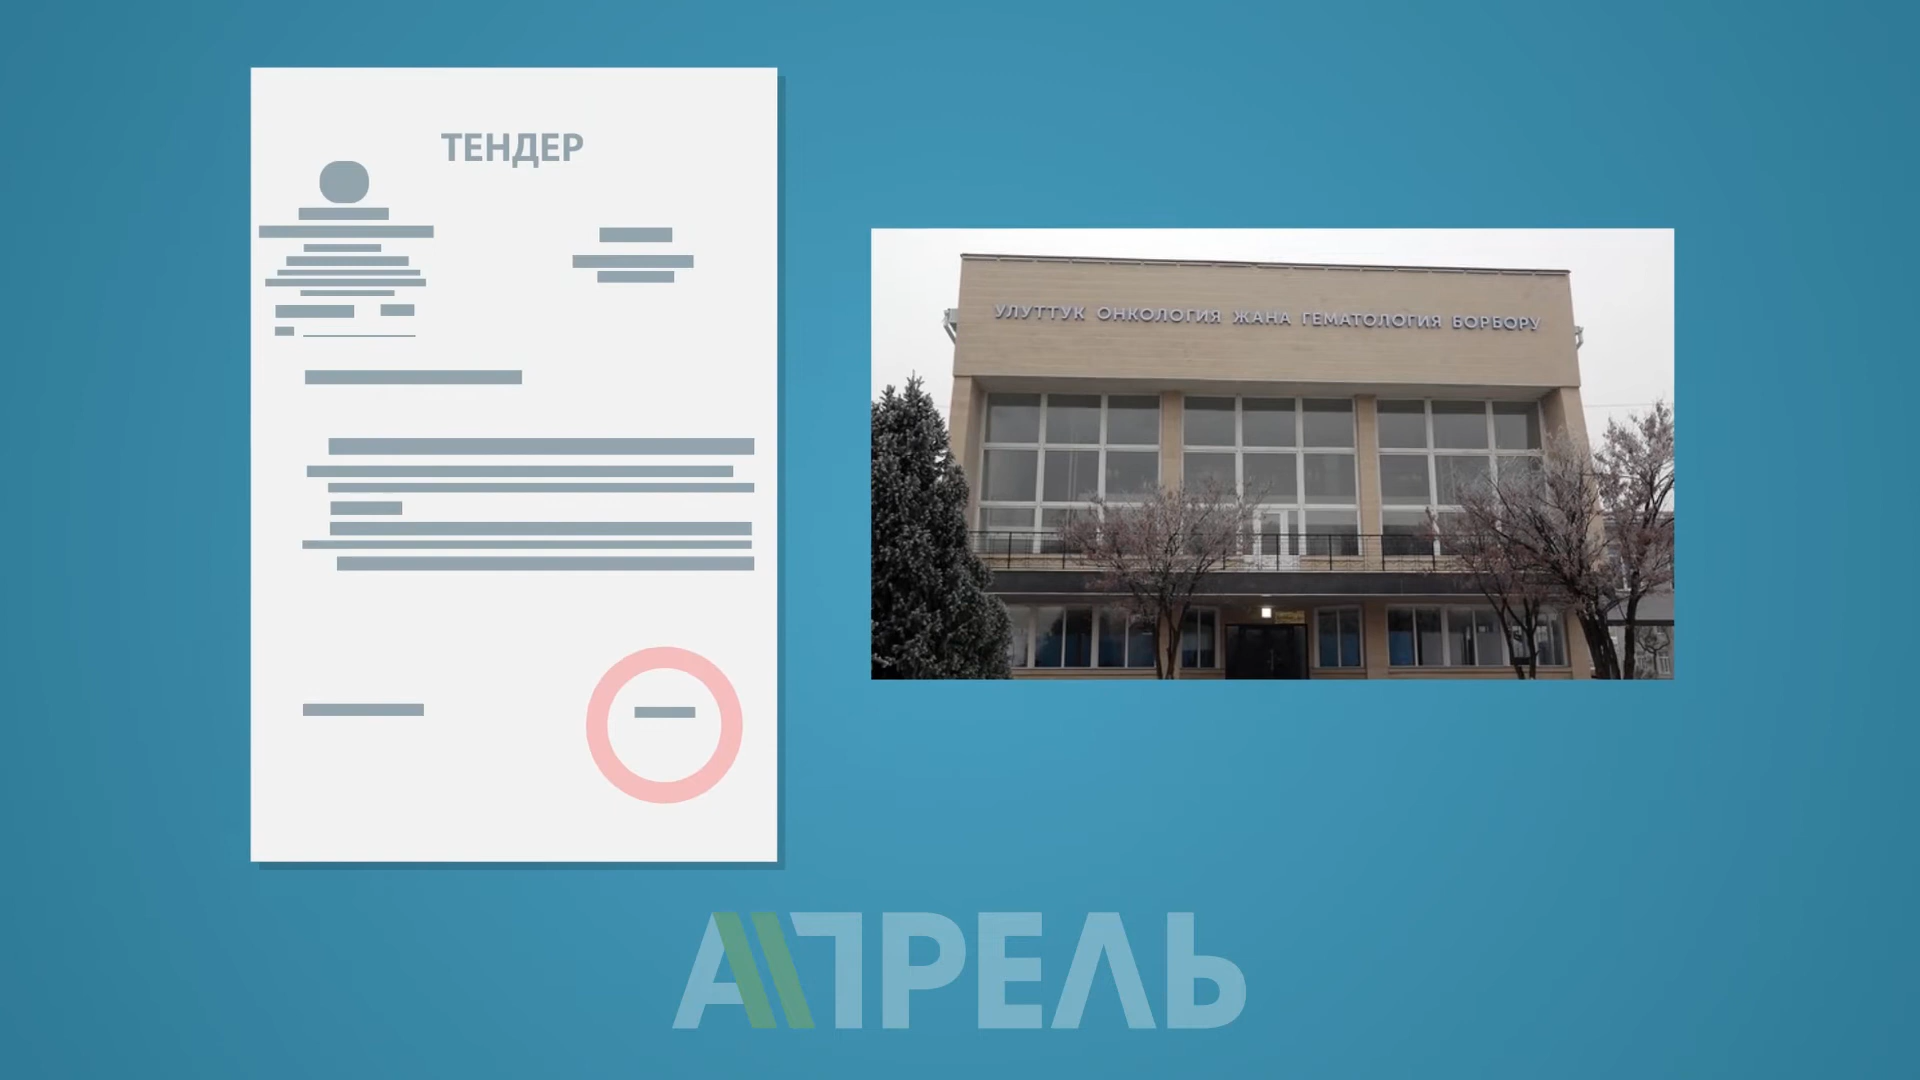 ТЕНДЕР
УЛУТТУК ОНКОЛОГИЯ ЖАНА ГЕМАТОЛОГИЯ БОРБОРУ
АПРЕЛЬ